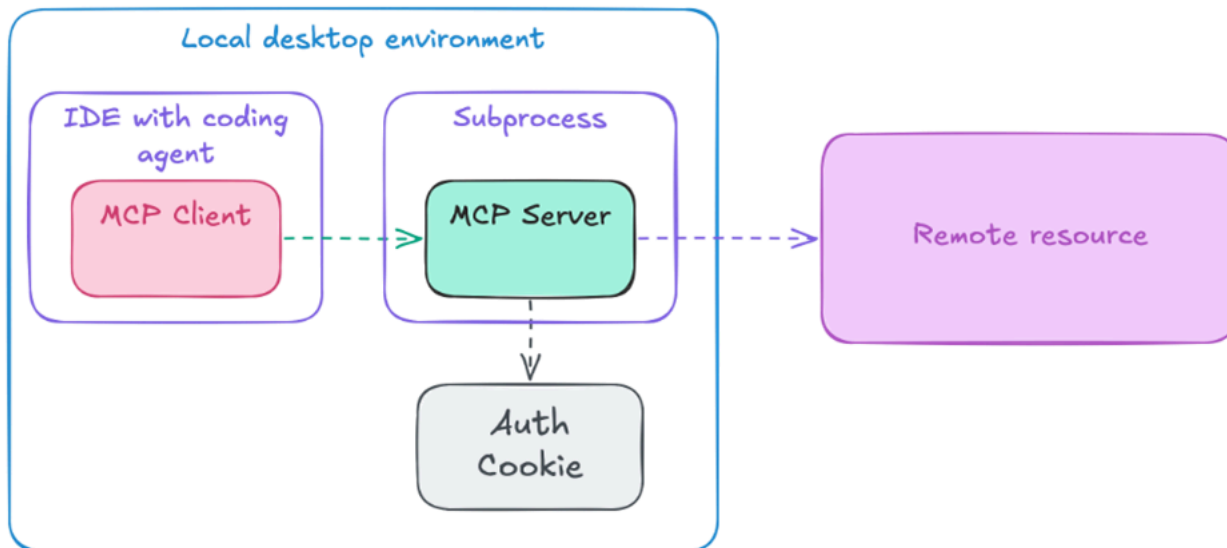 Local desktop environment
IDE with coding
agent
Subprocess
MCP Client
MCP Server
Remote resource
Auth
Cookie